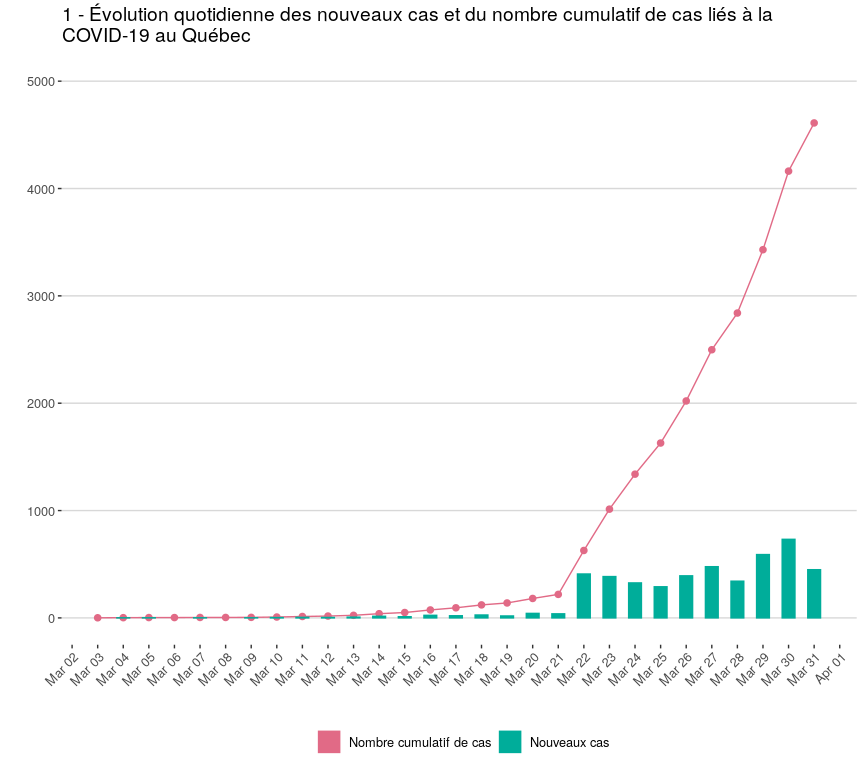 1 - Évolution quotidienne des nouveaux cas et du nombre cumulatif de cas liés à la
COVID-19 au Québec
5000
4000
3000
2000
1000
0
Mar 02
Mar 03
Mar 04
Mar 05
Mar 06
Mar 07
Mar 08
Mar 09
Mar 10
Mar 11
Mar 12
Mar 13
Mar 14
Mar 15
Mar 16
Mar 17
Mar 18
Mar 19
Mar 20
Mar 21
Mar 22
Mar 23
Mar 24
Mar 25
Mar 26
Mar 27
Mar 28
Mar 29
Mar 30
Mar 31
Apr 01
Nombre cumulatif de cas
Nouveaux cas